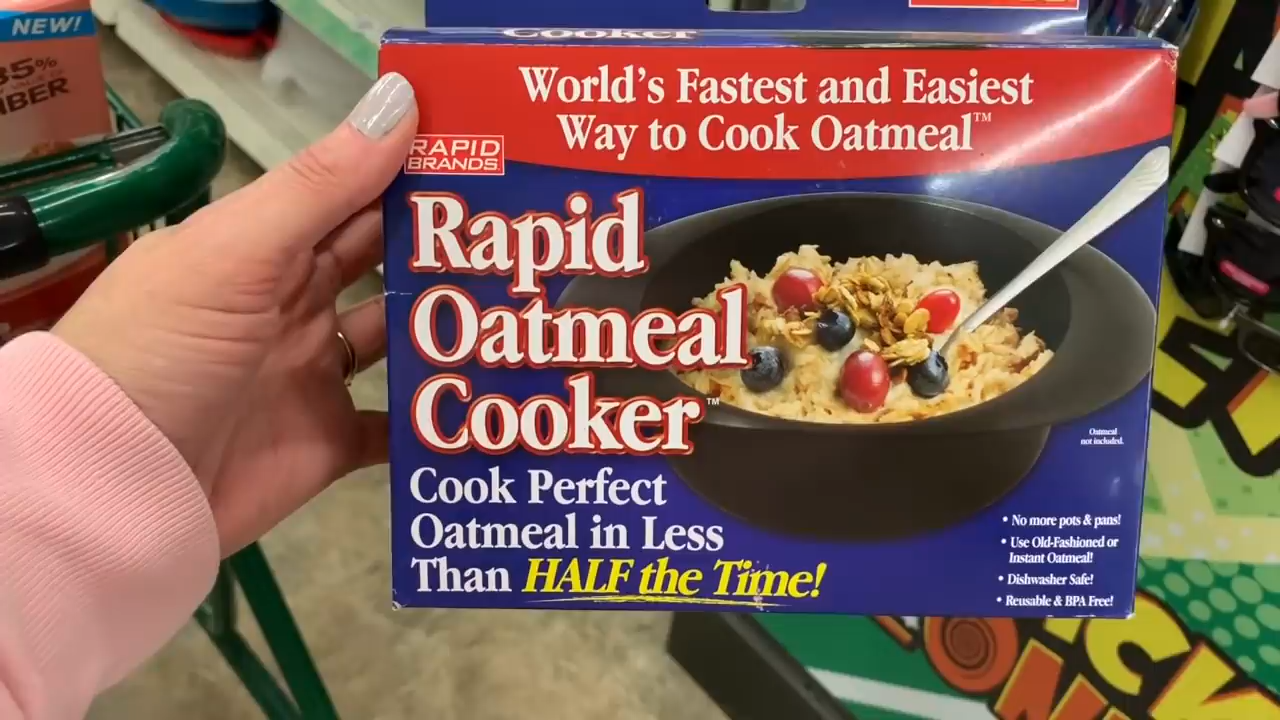 NEW!
35%
Cooker
World's Fastest and Easiest
Way to Cook Oatmeal™
RAPID
BRANDS
Rapid
Oatmeal
Cooker™
Cook Perfect
Oatmeal in Less
Than HALF the Time!
Oatmeal
not included.
• No more pots & pans!
• Use Old-Fashioned or
Instant Oatmeal!
• Dishwasher Safe!
• Reusable & BPA Free!